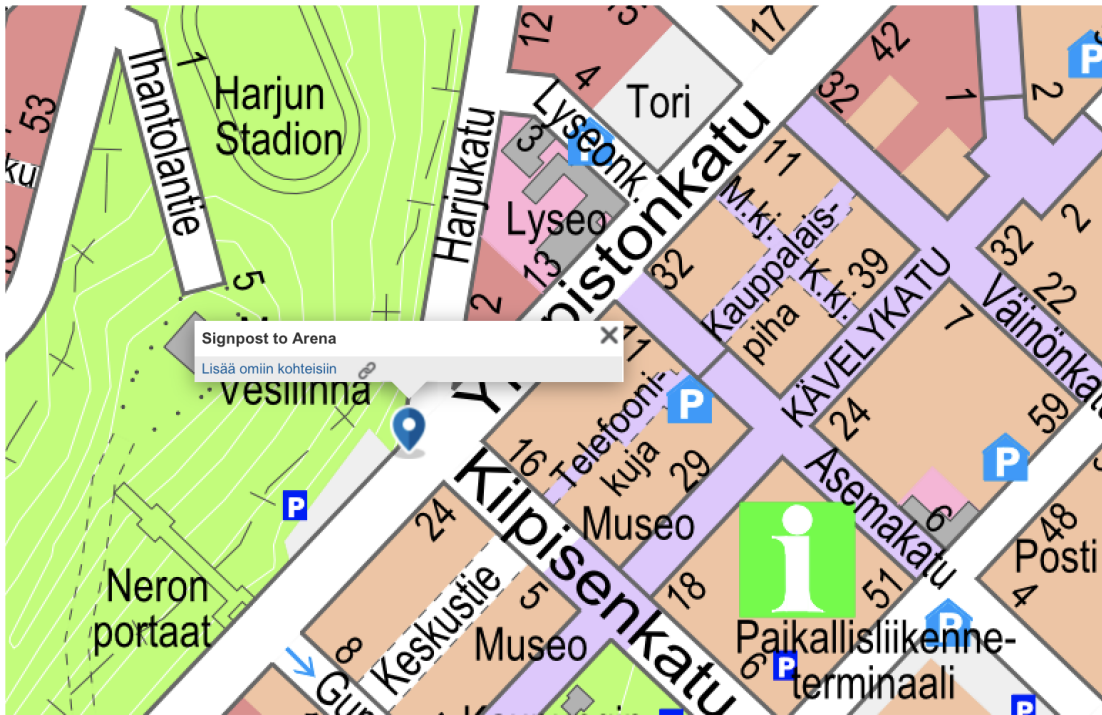 17
12
13
42
32
1
2
53
Ihantolantie
1
Harjun
Stadion
4
Tori
Lyseonk.
3
Harjukatu
Lyseo
13
2
5
Yliopistonkatu
11
M.kj.
Kauppalais-
piha
K.kj.
39
32
KÄVELYKATU
32
2
22
Väinönkatu
7
59
24
Signpost to Arena
Lisää omiin kohteisiin
Vesilinna
11
16
Telefooni-
kuja
29
Museo
P
P
P
P
P
24
Kilpisenkatu
Asemakatu
6
48
Posti
4
i
18
51
Paikallisliikenne-
terminaali
6
P
P
P
Neron
portaat
8
Keskustie
5
Museo